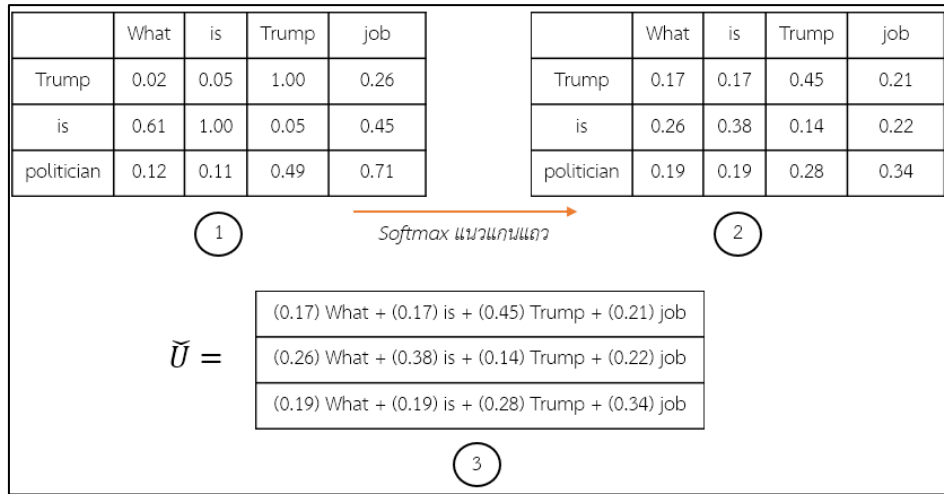 What is Trump job
Trump 0.02 0.05 1.00 0.26
is 0.61 1.00 0.05 0.45
politician 0.12 0.11 0.49 0.71
1
What is Trump job
Trump 0.17 0.17 0.45 0.21
is 0.26 0.38 0.14 0.22
politician 0.19 0.19 0.28 0.34
2
Softmax แนวแกนแถว
Ũ =
(0.17) What + (0.17) is + (0.45) Trump + (0.21) job
(0.26) What + (0.38) is + (0.14) Trump + (0.22) job
(0.19) What + (0.19) is + (0.28) Trump + (0.34) job
3